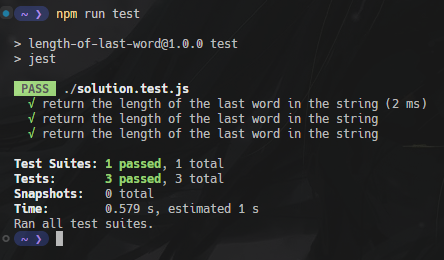 ~ ❯ npm run test
> length-of-last-word@1.0.0 test
> jest
PASS ./solution.test.js
√ return the length of the last word in the string (2 ms)
√ return the length of the last word in the string
√ return the length of the last word in the string
Test Suites: 1 passed, 1 total
Tests: 3 passed, 3 total
Snapshots: 0 total
Time: 0.579 s, estimated 1 s
Ran all test suites.
~ ❯